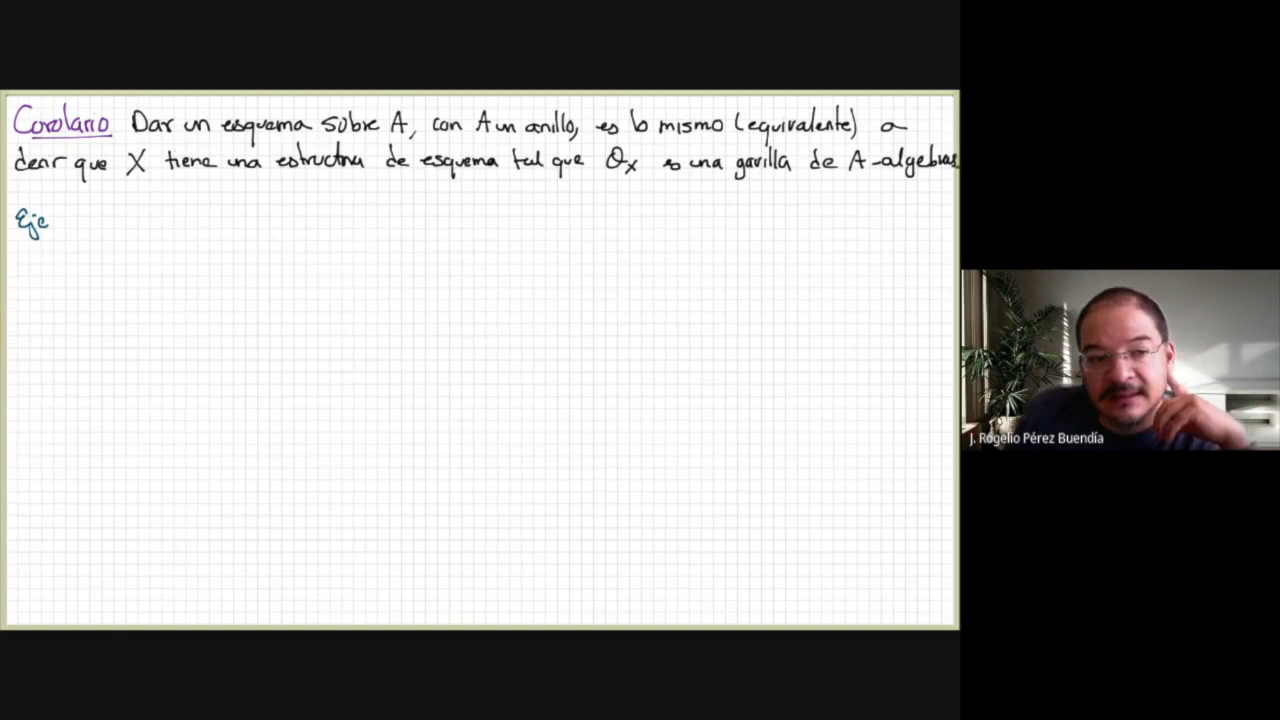 Corolario Dar un esquema sobre A, con A un anillo, es lo mismo (equivalente) a
decir que X tiene una estructura de esquema tal que O_X es una gavilla de A-algebras
Eje
J. Rogelio Pérez Buendía